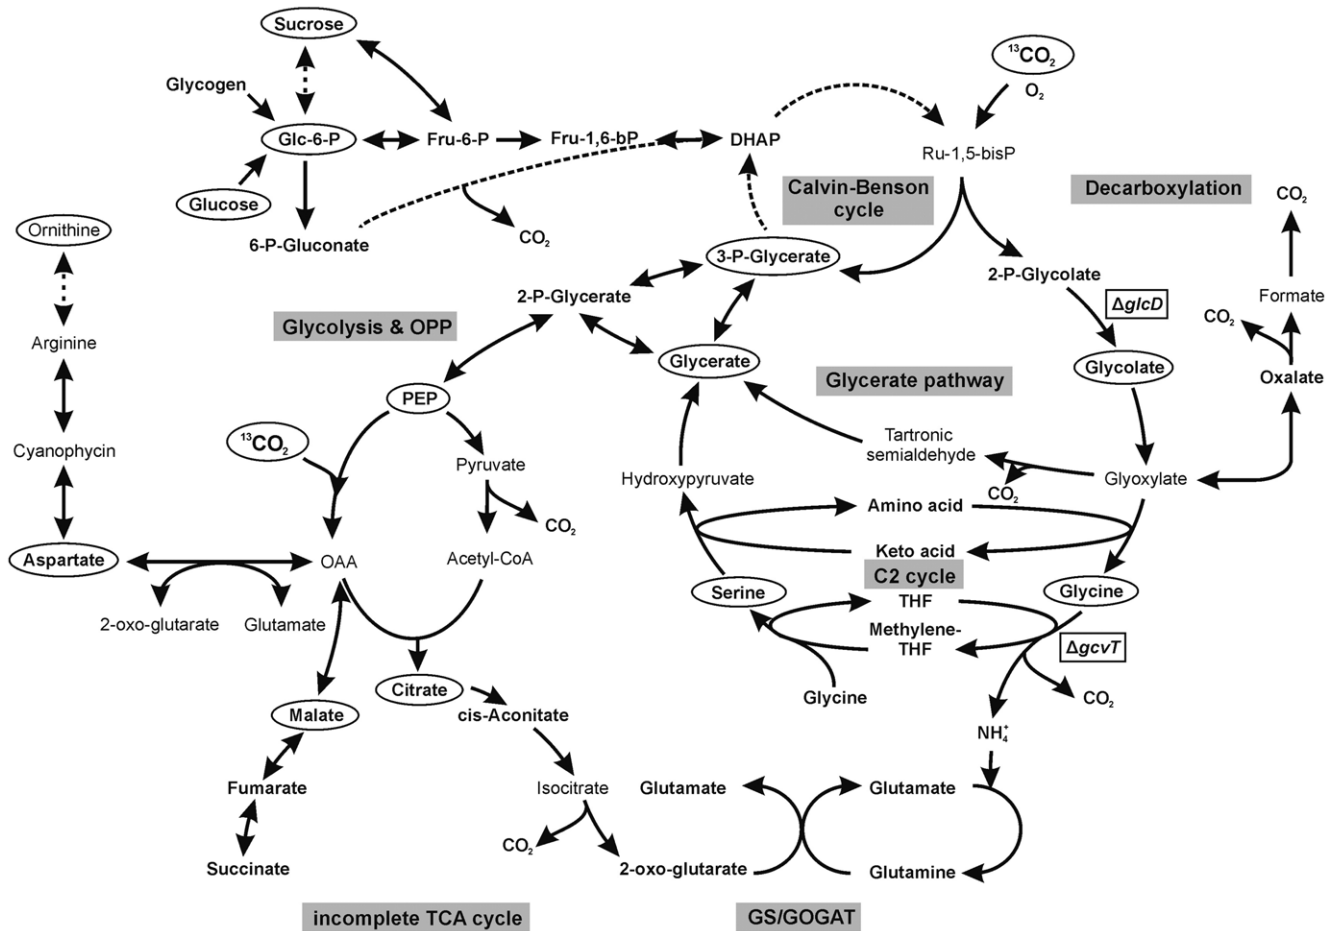 Sucrose
¹³CO₂
O₂
Glycogen
Glc-6-P
Fru-6-P
Fru-1,6-bP
DHAP
Ru-1,5-bisP
Glucose
Calvin-Benson
cycle
Decarboxylation
CO₂
Ornithine
6-P-Gluconate
CO₂
3-P-Glycerate
2-P-Glycolate
2-P-Glycerate
ΔglcD
Formate
Glycolysis & OPP
CO₂
Arginine
Glycerate
Glycolate
Oxalate
Glycerate pathway
PEP
¹³CO₂
Cyanophycin
Pyruvate
Tartronic
semialdehyde
Hydroxypyruvate
Glyoxylate
CO₂
Amino acid
CO₂
Keto acid
Aspartate
OAA
Acetyl-CoA
C2 cycle
Serine
Glycine
THF
2-oxo-glutarate
Glutamate
Methylene-
THF
ΔgcvT
Citrate
Glycine
CO₂
Malate
cis-Aconitate
NH₄⁺
Fumarate
Isocitrate
Glutamate
Glutamate
CO₂
Succinate
2-oxo-glutarate
Glutamine
incomplete TCA cycle
GS/GOGAT